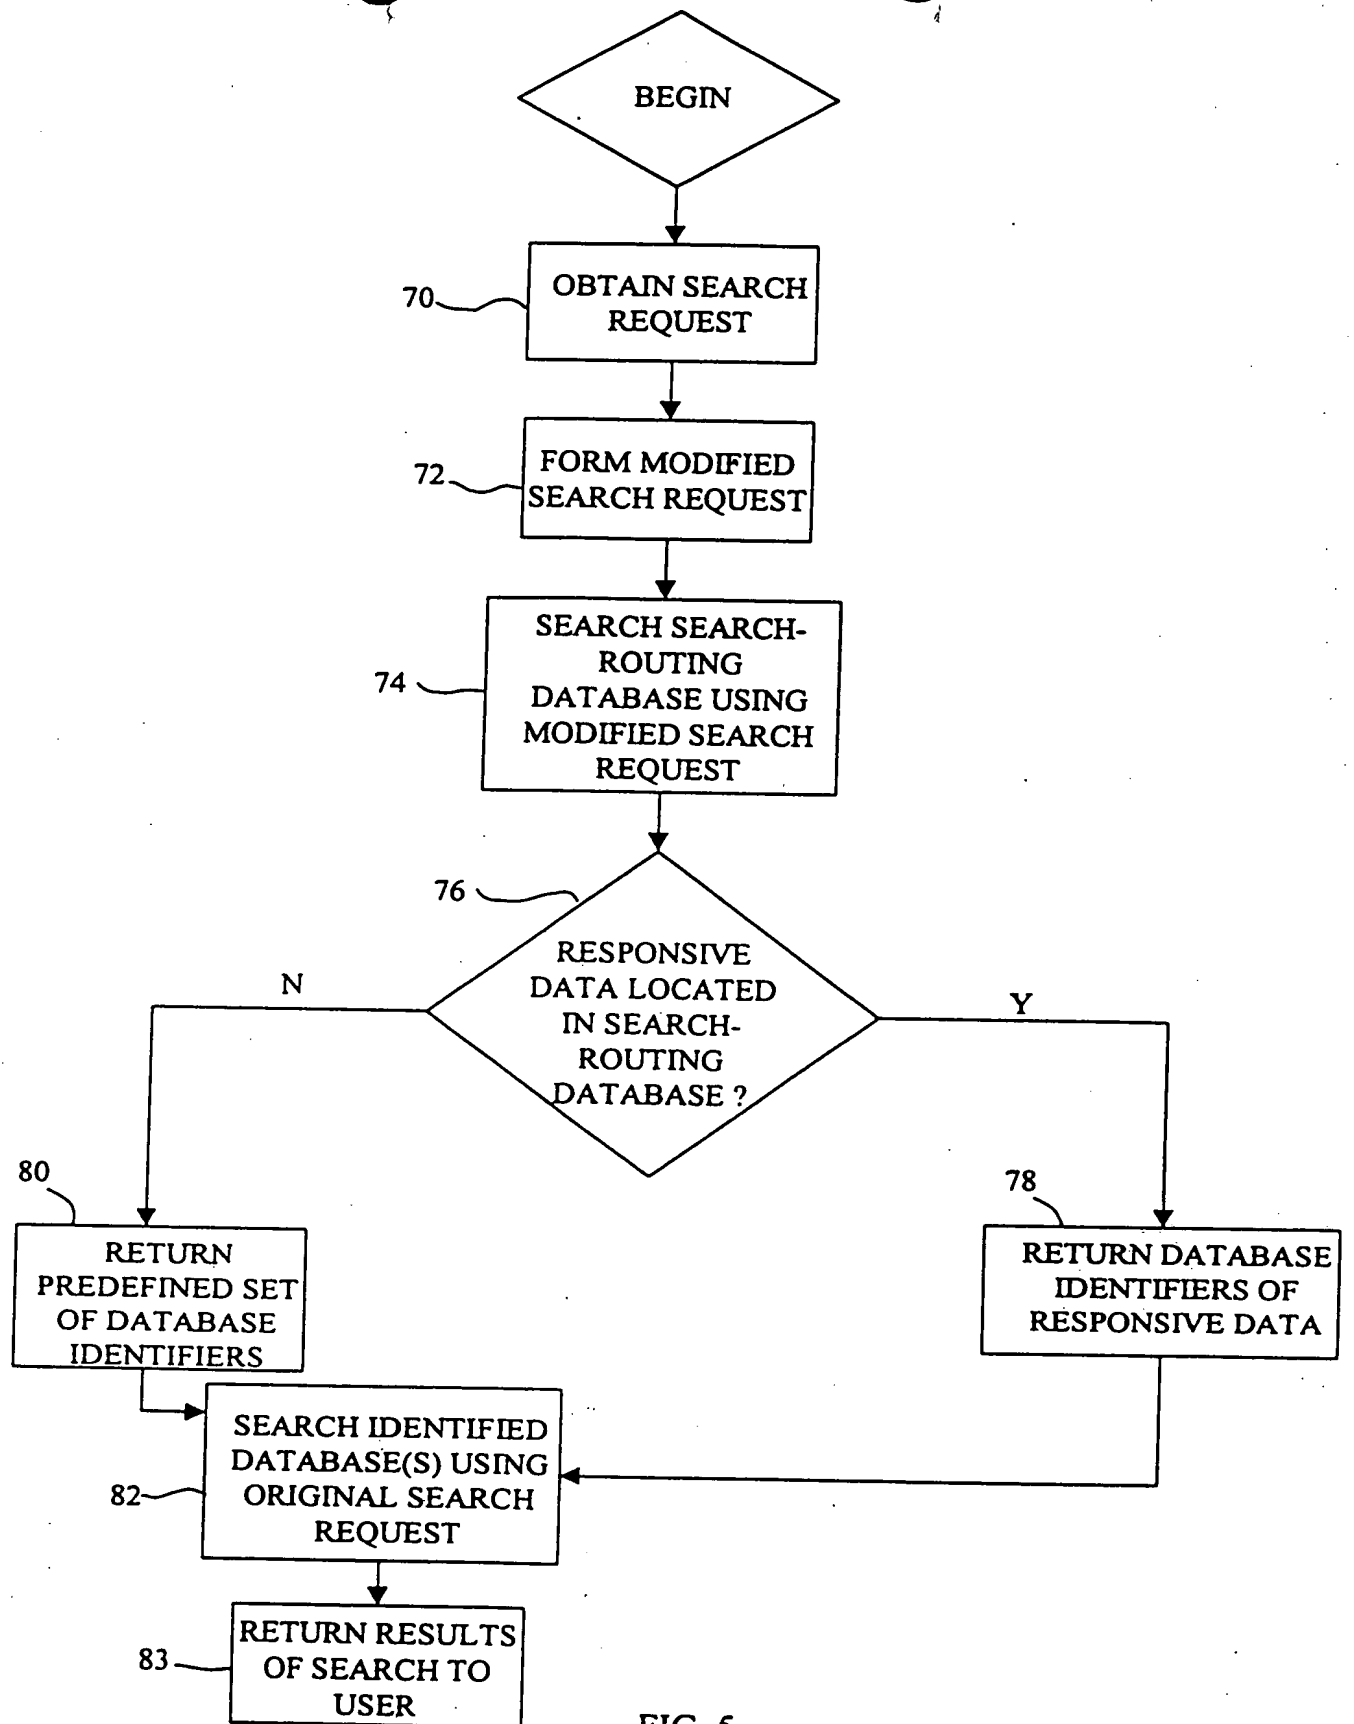 BEGIN
70
OBTAIN SEARCH
REQUEST
72
FORM MODIFIED
SEARCH REQUEST
74
SEARCH SEARCH-
ROUTING
DATABASE USING
MODIFIED SEARCH
REQUEST
76
RESPONSIVE
DATA LOCATED
IN SEARCH-
ROUTING
DATABASE ?
N
Y
80
RETURN
PREDEFINED SET
OF DATABASE
IDENTIFIERS
78
RETURN DATABASE
IDENTIFIERS OF
RESPONSIVE DATA
82
SEARCH IDENTIFIED
DATABASE(S) USING
ORIGINAL SEARCH
REQUEST
83
RETURN RESULTS
OF SEARCH TO
USER
FIG. 5